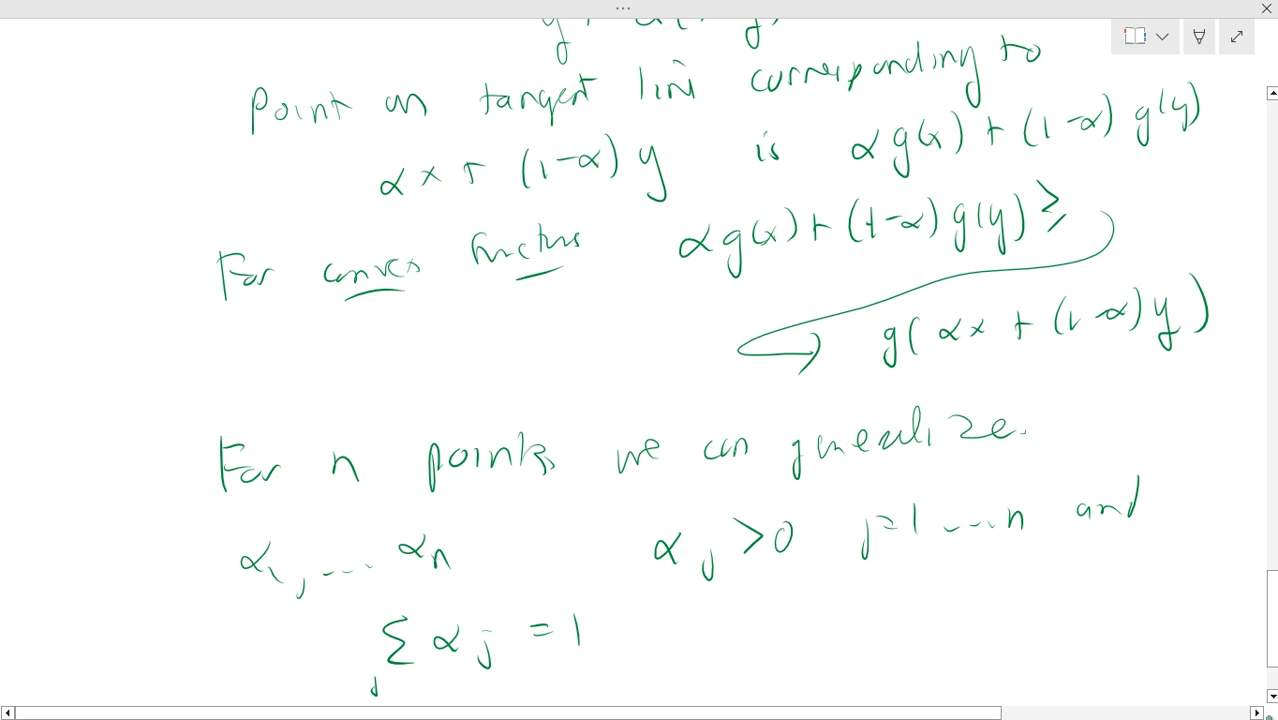 Point on tangent line corresponding to
αx + (1-α) y is αg(x) + (1-α) g(y)
For convex functions αg(x) + (1-α) g(y) ≥
g(αx + (1-α) y)
For n points, we can generalize.
α₁, ... αn αj > 0 j=1 ... n and
∑j αj = 1